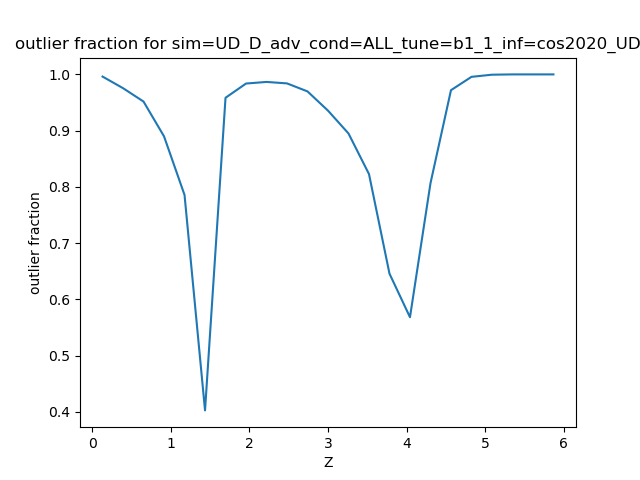 outlier fraction for sim=UD_D_adv_cond=ALL_tune=b1_1_inf=cos2020_UD
1.0
0.9
0.8
0.7
0.6
0.5
0.4
outlier fraction
0 1 2 3 4 5 6
Z